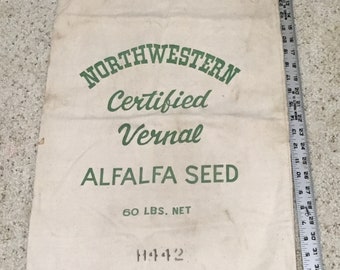 NORTHWESTERN
Certified
Vernal
ALFALFA SEED
60 LBS. NET
H442